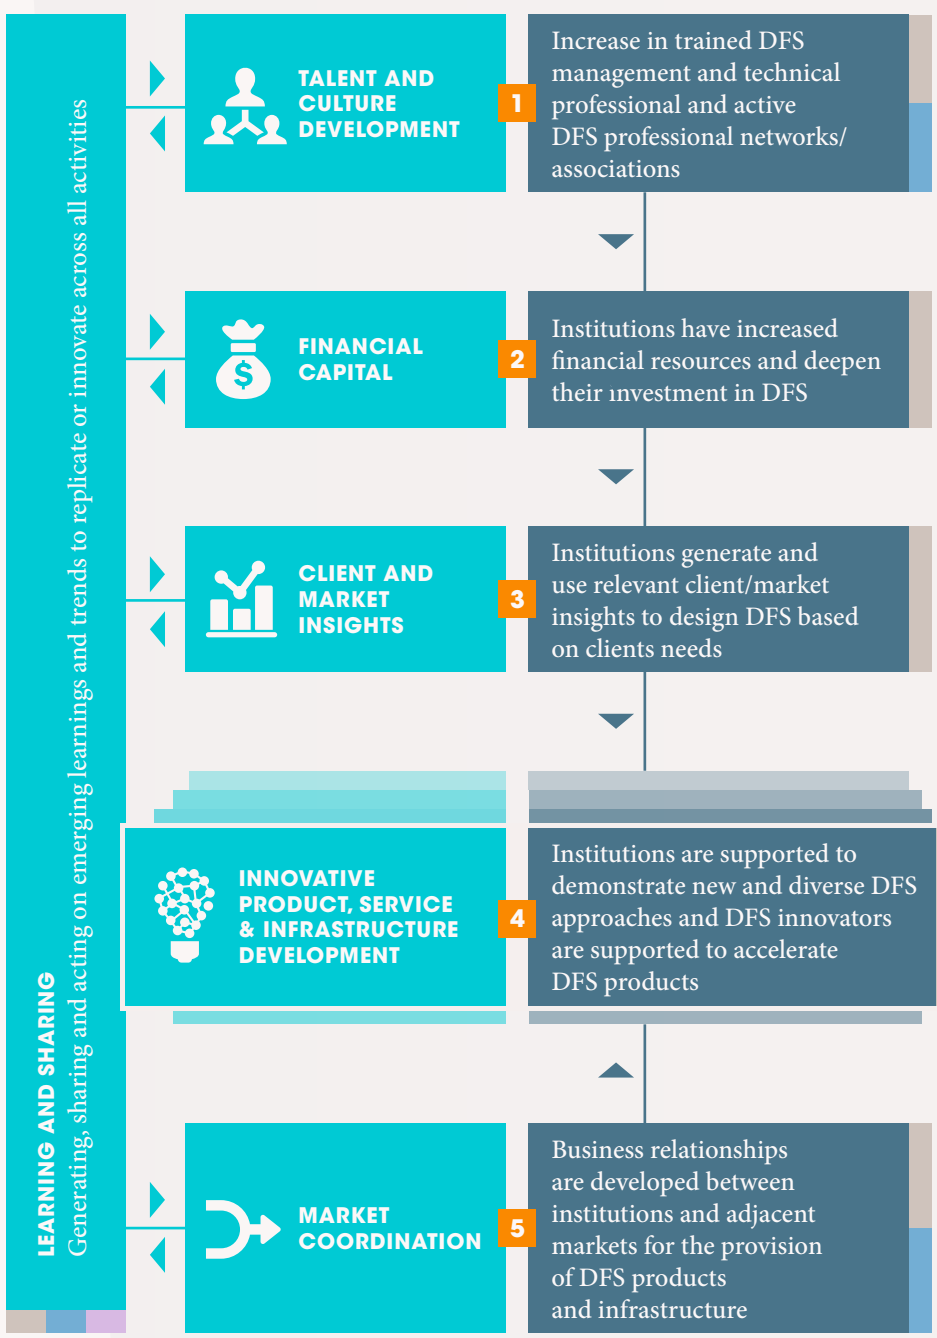 LEARNING AND SHARING
Generating, sharing and acting on emerging learnings and trends to replicate or innovate across all activities
TALENT AND
CULTURE
DEVELOPMENT
1
Increase in trained DFS
management and technical
professional and active
DFS professional networks/
associations
$
FINANCIAL
CAPITAL
2
Institutions have increased
financial resources and deepen
their ınvestment in DFS
CLIENT AND
MARKET
INSIGHTS
3
Institutions generate and
use relevant client/market
insights to design DFS based
on clients needs
INNOVATIVE
PRODUCT, SERVICE
& INFRASTRUCTURE
DEVELOPMENT
4
Institutions are supported to
demonstrate new and diverse DFS
approaches and DFS innovators
are supported to accelerate
DFS products
MARKET
COORDINATION
5
Business relationships
are developed between
institutions and adjacent
markets for the provision
of DFS products
and infrastructure